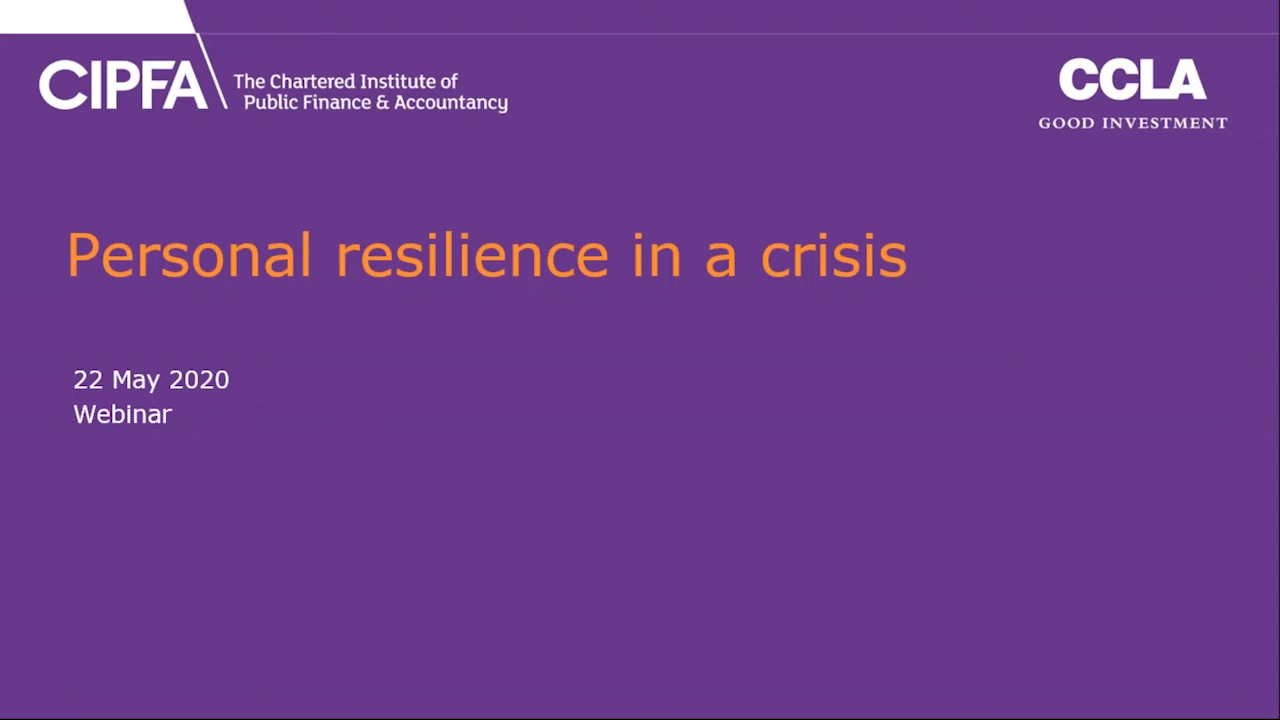 CIPFA
The Chartered Institute of
Public Finance & Accountancy
CCLA
GOOD INVESTMENT
Personal resilience in a crisis
22 May 2020
Webinar